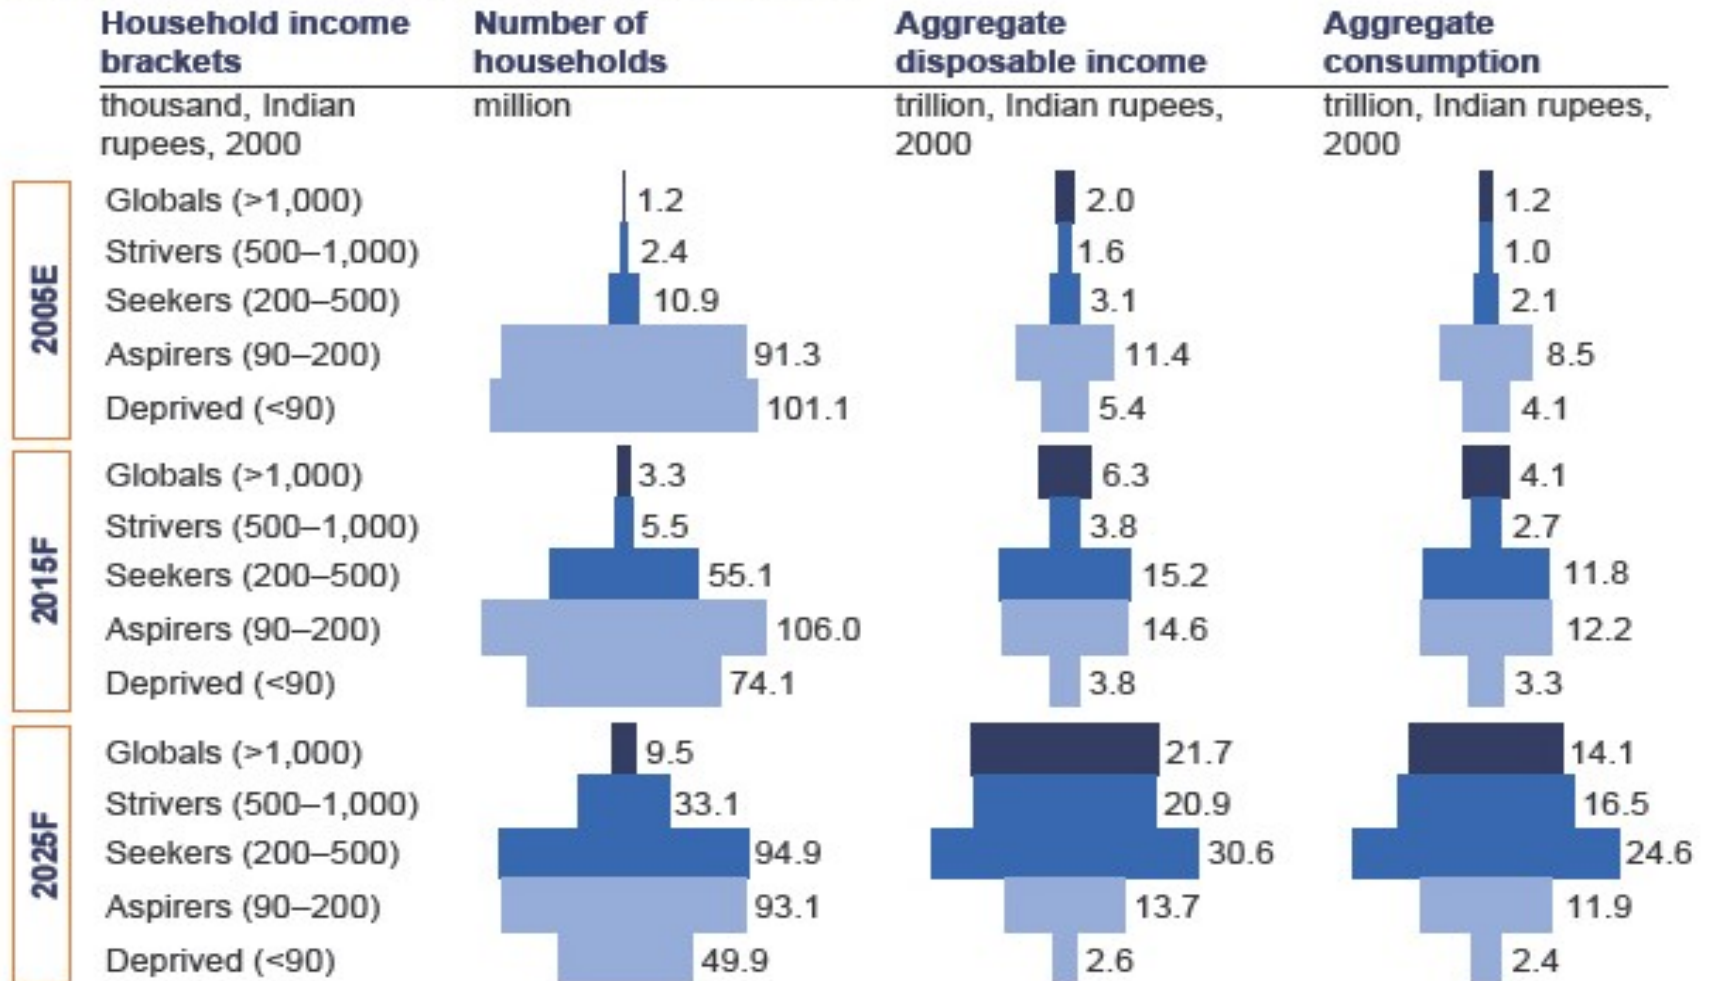 Household income Number of Aggregate Aggregate
brackets households disposable income consumption
thousand, Indian million trillion, Indian rupees, trillion, Indian rupees,
rupees, 2000 2000 2000
2005E
Globals (>1,000) 1.2 2.0 1.2
Strivers (500–1,000) 2.4 1.6 1.0
Seekers (200–500) 10.9 3.1 2.1
Aspirers (90–200) 91.3 11.4 8.5
Deprived (<90) 101.1 5.4 4.1
2015F
Globals (>1,000) 3.3 6.3 4.1
Strivers (500–1,000) 5.5 3.8 2.7
Seekers (200–500) 55.1 15.2 11.8
Aspirers (90–200) 106.0 14.6 12.2
Deprived (<90) 74.1 3.8 3.3
2025F
Globals (>1,000) 9.5 21.7 14.1
Strivers (500–1,000) 33.1 20.9 16.5
Seekers (200–500) 94.9 30.6 24.6
Aspirers (90–200) 93.1 13.7 11.9
Deprived (<90) 49.9 2.6 2.4